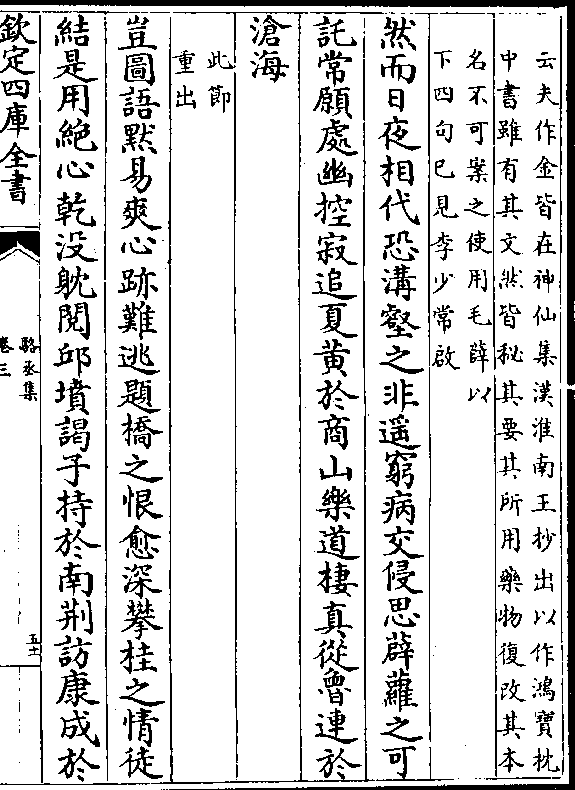 云夫作金皆在神仙集漢淮南王抄出以作鴻寶枕
中書雖有其文然皆秘其要其所用藥物復改其本
名不可案之使用毛薛以
下四句已見李少常啟
然而日夜相代恐溝壑之非遥窮病交侵思薜蘿之可
託常願處幽控寂追夏黄於商山樂道棲真從魯連於
滄海
此節
重出
豈圖語黙易爽心跡難逃題橋之恨愈深攀桂之情徒
結是用絶心乾没躭閱邱墳謁子持於南荆訪康成於
欽定四庫全書
駱丞集
卷三
五十